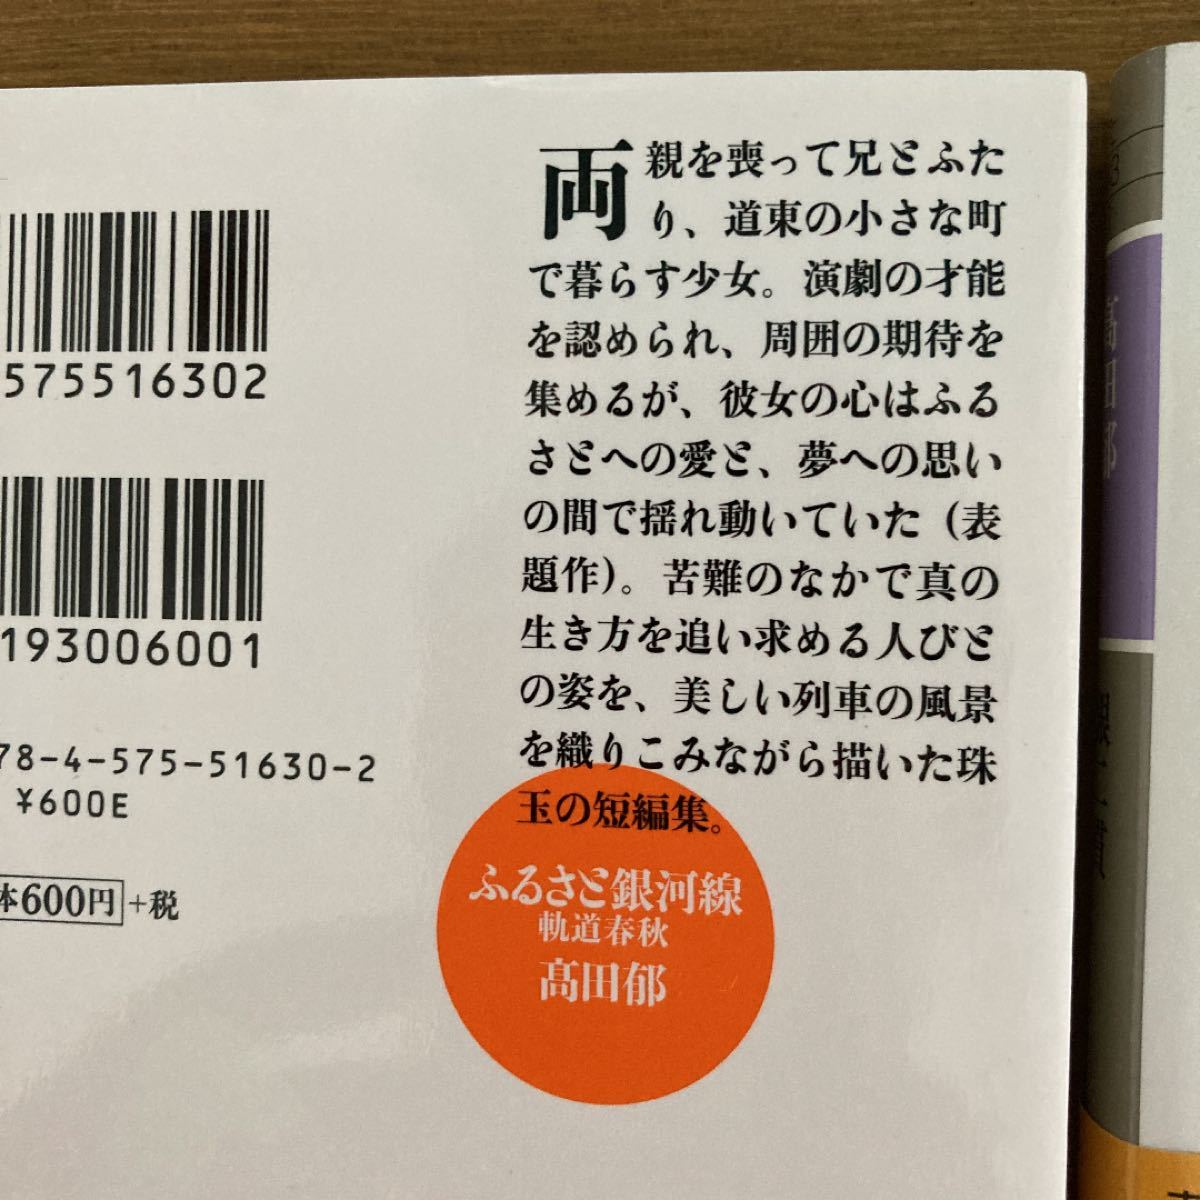 両親を喪って兄とふた
り、道東の小さな町
で暮らす少女。演劇の才能
を認められ、周囲の期待を
集めるが、彼女の心はふる
さとへの愛と、夢への思い
の間で揺れ動いていた（表
題作）。苦難のなかで真の
生き方を追い求める人びと
の姿を、美しい列車の風景
を織りこみながら描いた珠
玉の短編集。
ふるさと銀河線
軌道春秋
髙田郁
575516302
193006001
78-4-575-51630-2
¥600E
体600円+税
3
髙田郁